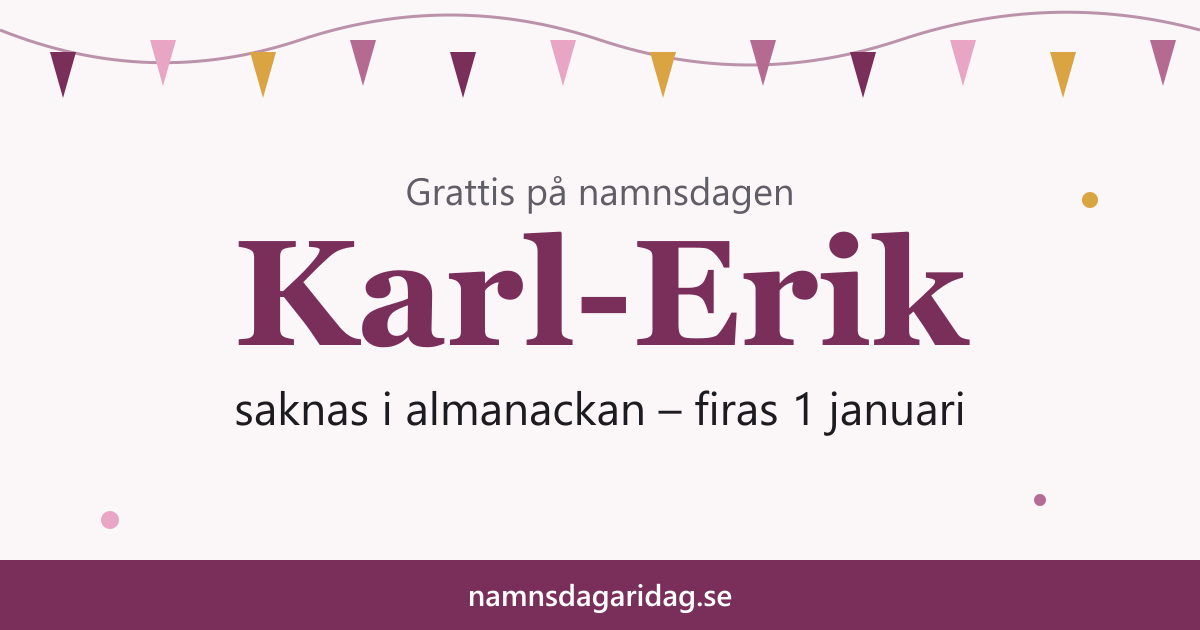 Grattis på namnsdagen
Karl-Erik
saknas i almanackan – firas 1 januari
namnsdagaridag.se